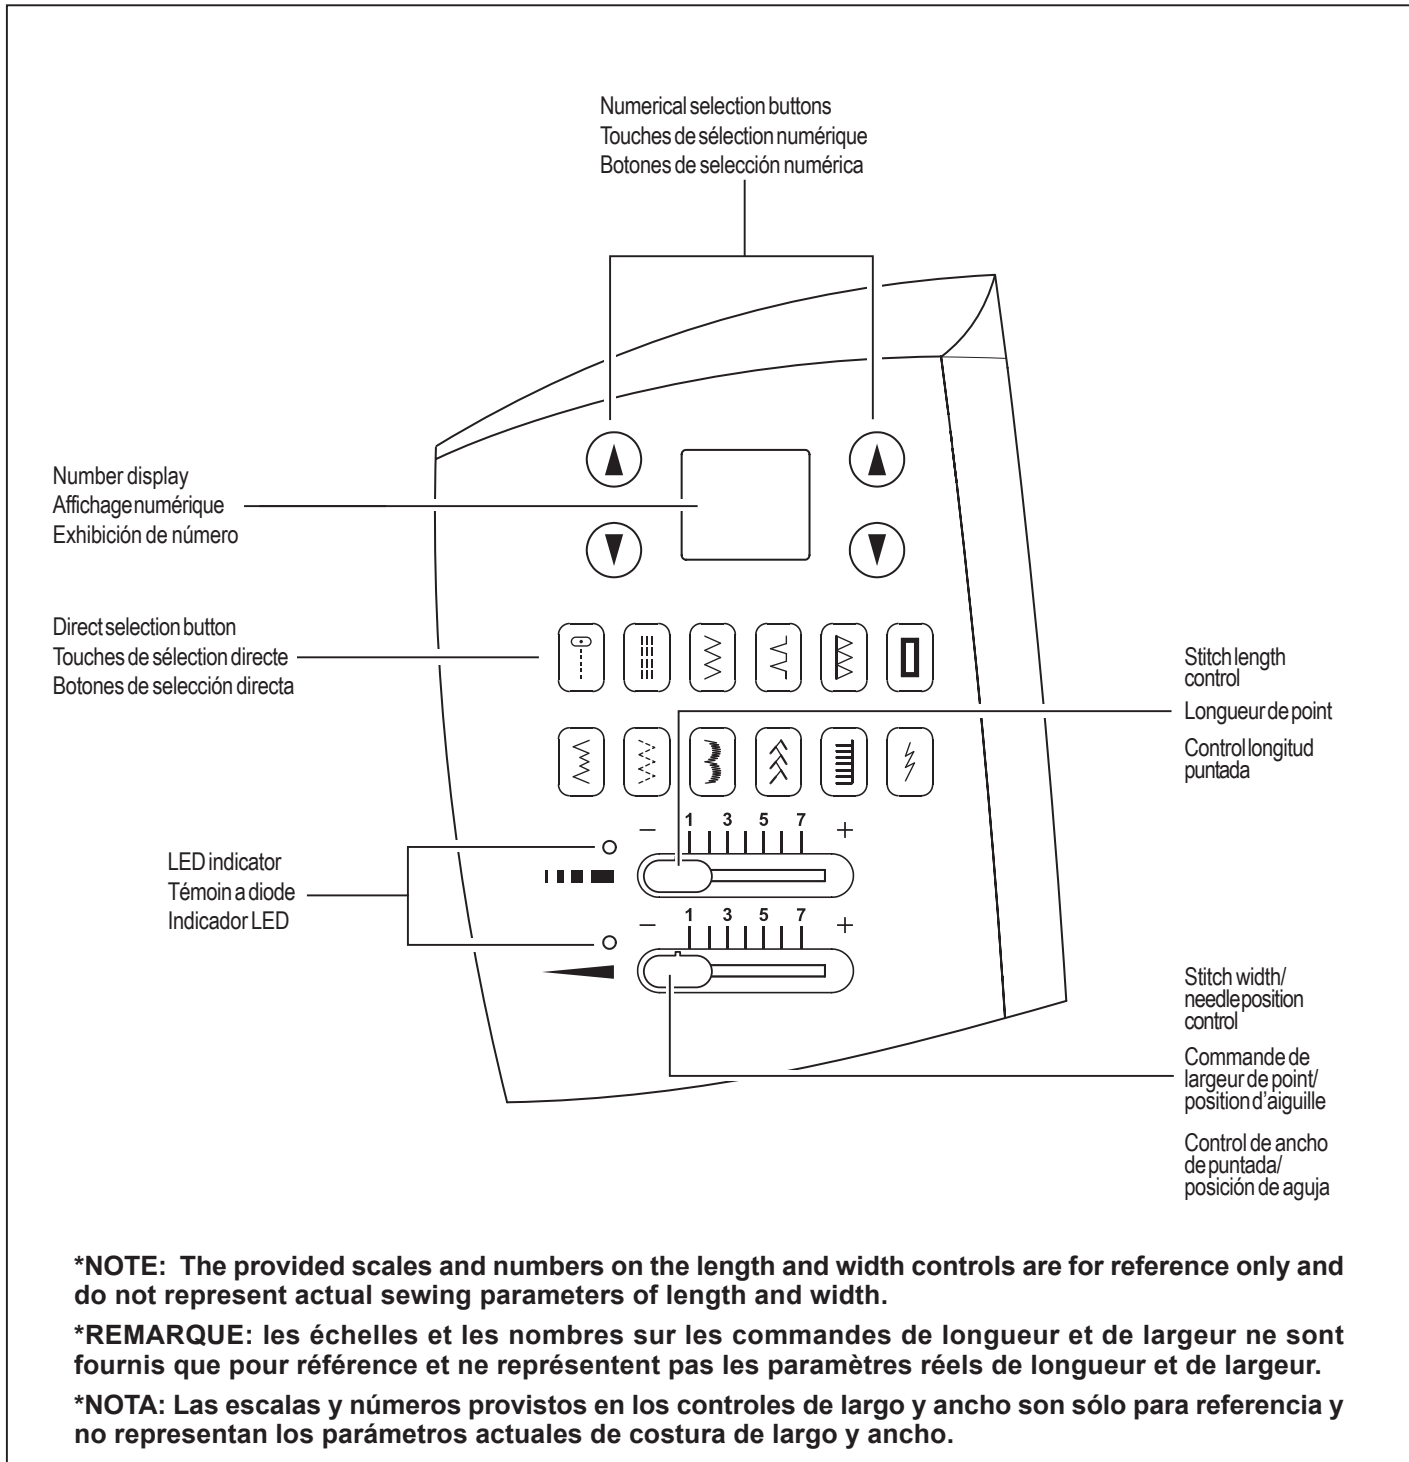 Numerical selection buttons
Touches de sélection numérique
Botones de selección numérica
Number display
Affichage numérique
Exhibición de número
Direct selection button
Touches de sélection directe
Botones de selección directa
Stitch length
control
Longueur de point
Control longitud
puntada
− 1 3 5 7 +
LED indicator
Témoin a diode
Indicador LED
− 1 3 5 7 +
Stitch width/
needle position
control
Commande de
largeur de point/
position d'aiguille
Control de ancho
de puntada/
posición de aguja
*NOTE: The provided scales and numbers on the length and width controls are for reference only and
do not represent actual sewing parameters of length and width.
*REMARQUE: les échelles et les nombres sur les commandes de longueur et de largeur ne sont
fournis que pour référence et ne représentent pas les paramètres réels de longueur et de largeur.
*NOTA: Las escalas y números provistos en los controles de largo y ancho son sólo para referencia y
no representan los parámetros actuales de costura de largo y ancho.